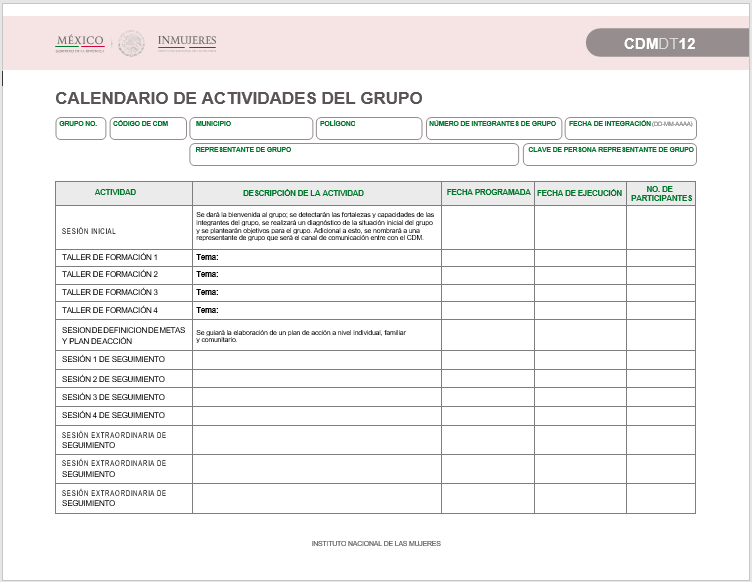 MÉXICO
INMUJERES
CDMDT12
CALENDARIO DE ACTIVIDADES DEL GRUPO
GRUPO NO. CÓDIGO DE CDM MUNICIPIO POLÍGONO NÚMERO DE INTEGRANTES DE GRUPO FECHA DE INTEGRACIÓN (DD-MM-AAAA)
REPRESENTANTE DE GRUPO CLAVE DE PERSONA REPRESENTANTE DE GRUPO
ACTIVIDAD DESCRIPCIÓN DE LA ACTIVIDAD FECHA PROGRAMADA FECHA DE EJECUCIÓN NO. DE
PARTICIPANTES
SESIÓN INICIAL
Se dará la bienvenida al grupo; se detectarán las fortalezas y capacidades de las
integrantes del grupo, se realizará un diagnóstico de la situación inicial del grupo
y se plantearán objetivos para el grupo. Adicional a esto, se nombrará a una
representante de grupo que será el canal de comunicación entre con el CDM.
TALLER DE FORMACIÓN 1 Tema:
TALLER DE FORMACIÓN 2 Tema:
TALLER DE FORMACIÓN 3 Tema:
TALLER DE FORMACIÓN 4 Tema:
SESION DE DEFINICION DE METAS
Y PLAN DE ACCIÓN
Se guiará la elaboración de un plan de acción a nivel individual, familiar
y comunitario.
SESIÓN 1 DE SEGUIMIENTO
SESIÓN 2 DE SEGUIMIENTO
SESIÓN 3 DE SEGUIMIENTO
SESIÓN 4 DE SEGUIMIENTO
SESIÓN EXTRAORDINARIA DE
SEGUIMIENTO
SESIÓN EXTRAORDINARIA DE
SEGUIMIENTO
SESIÓN EXTRAORDINARIA DE
SEGUIMIENTO
INSTITUTO NACIONAL DE LAS MUJERES